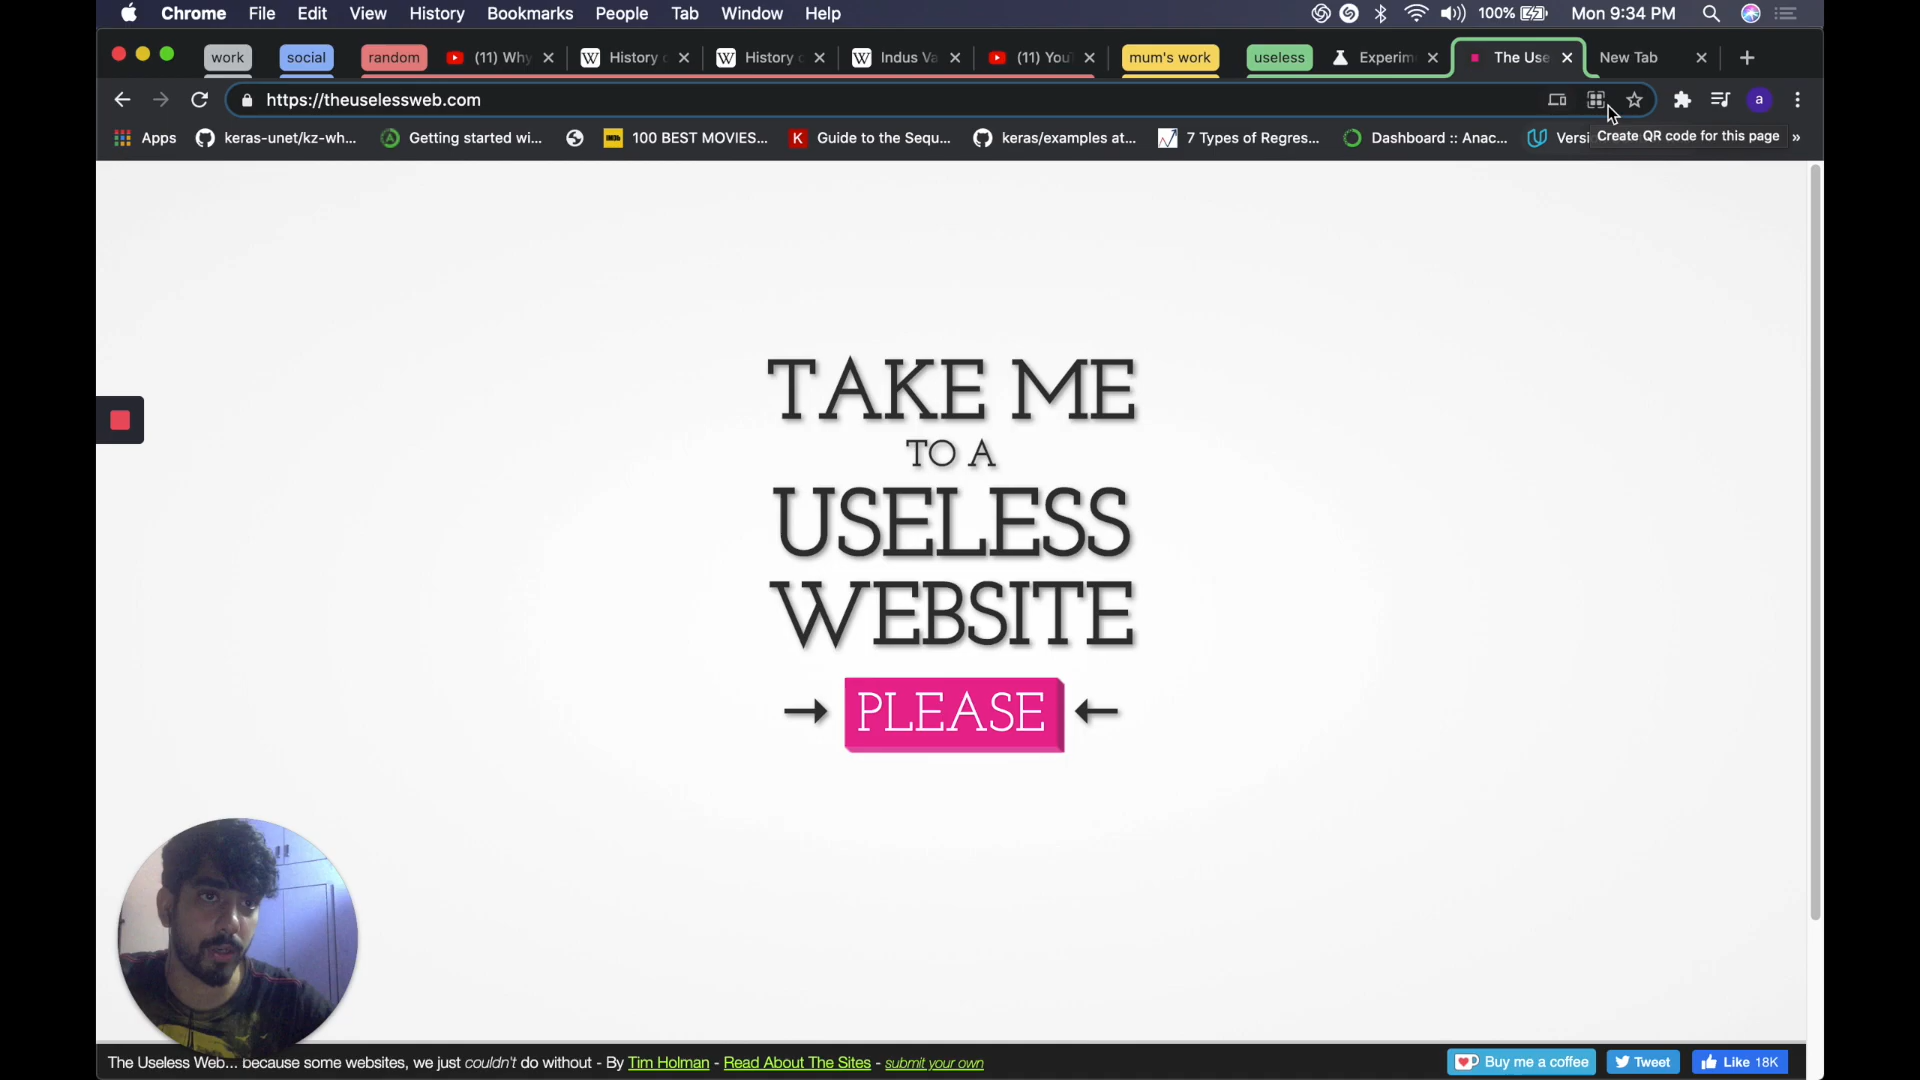 Chrome File Edit View History Bookmarks People Tab Window Help 100% Mon 9:34 PM
work social random (11) Why History History Indus Va (11) You mum's work useless Experim The Use New Tab
https://theuselessweb.com
Apps keras-unet/kz-wh... Getting started wi... 100 BEST MOVIES... Guide to the Sequ... keras/examples at... 7 Types of Regres... Dashboard :: Anac... Versi Create QR code for this page »
TAKE ME
TO A
USELESS
WEBSITE
PLEASE
The Useless Web... because some websites, we just couldn't do without - By Tim Holman - Read About The Sites - submit your own Buy me a coffee Tweet Like 18K